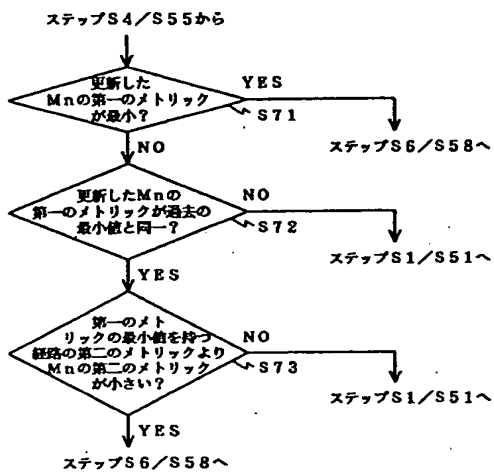 ステップS4/S55から
更新した
Mnの第一のメトリック
が最小?
YES
S71
ステップS6/S58へ
NO
更新したMnの
第一のメトリックが過去の
最小値と同一?
NO
S72
ステップS1/S51へ
YES
第一のメト
リックの最小値を持つ
経路の第二のメトリックより
Mnの第二のメトリック
が小さい?
NO
S73
ステップS1/S51へ
YES
ステップS6/S58へ